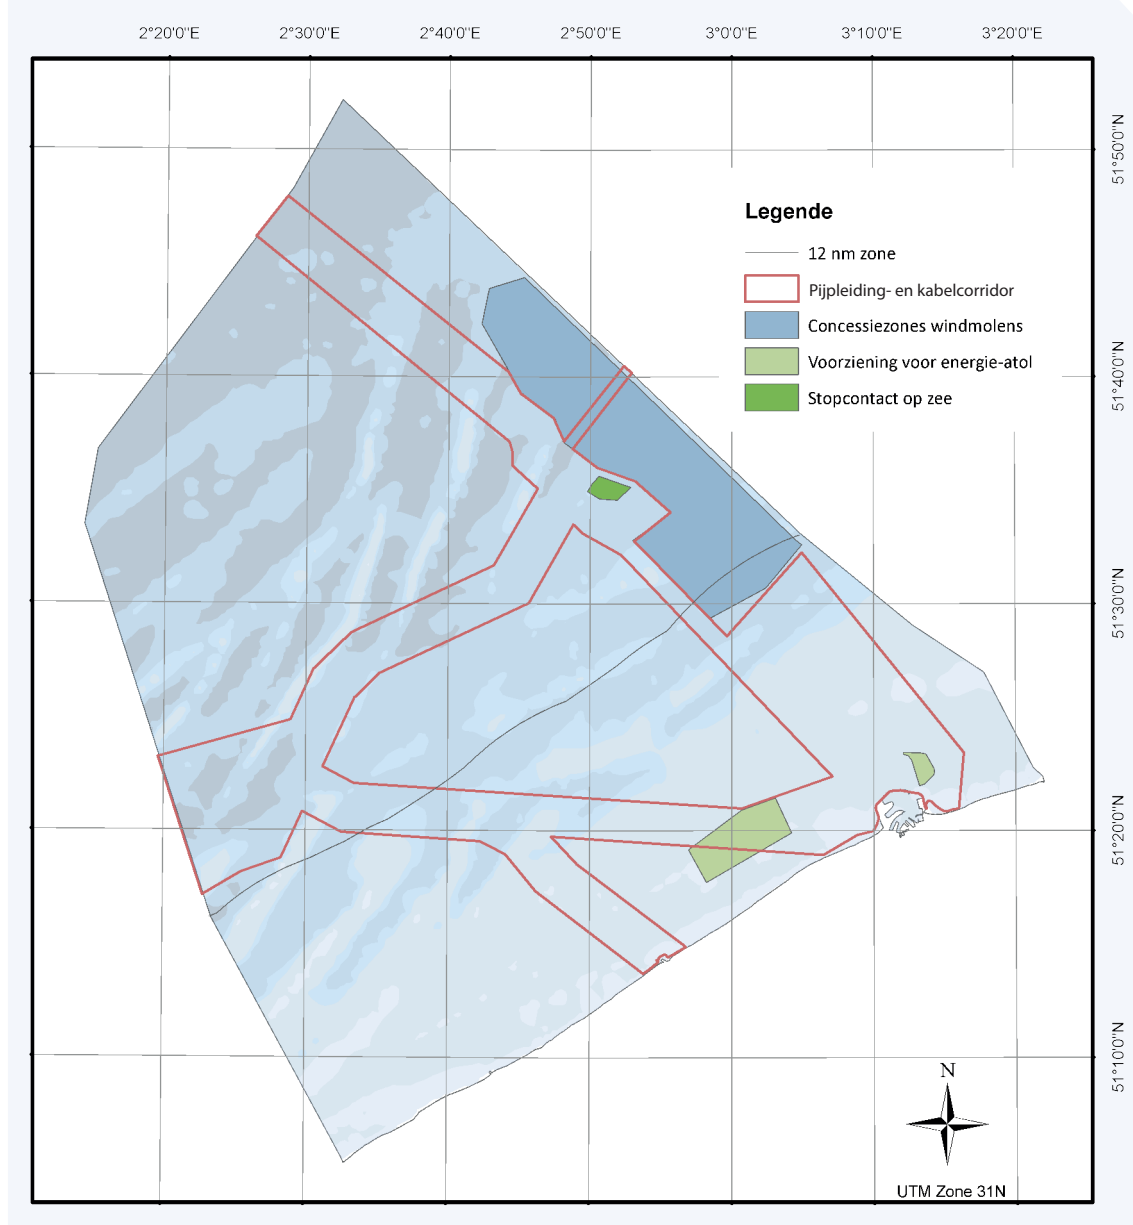 2°20'0"E 2°30'0"E 2°40'0"E 2°50'0"E 3°0'0"E 3°10'0"E 3°20'0"E
51°50'0"N
Legende
12 nm zone
Pijpleiding- en kabelcorridor
Concessiezones windmolens
Voorziening voor energie-atol
Stopcontact op zee
51°40'0"N
51°30'0"N
51°20'0"N
51°10'0"N
N
UTM Zone 31N